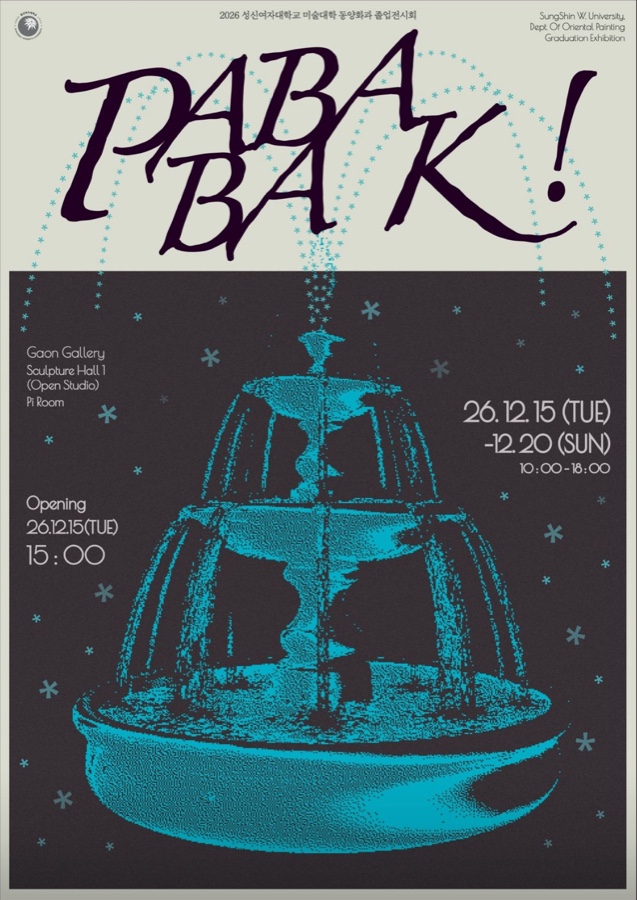 2026 성신여자대학교 미술대학 동양화과 졸업전시회
SungShin W. University,
Dept. Of Oriental Painting
Graduation Exhibition
PABA
BAK!
Gaon Gallery
Sculpture Hall 1
(Open Studio)
Pi Room
26. 12. 15 (TUE)
-12. 20 (SUN)
10:00-18:00
Opening
26.12.15(TUE)
15:00